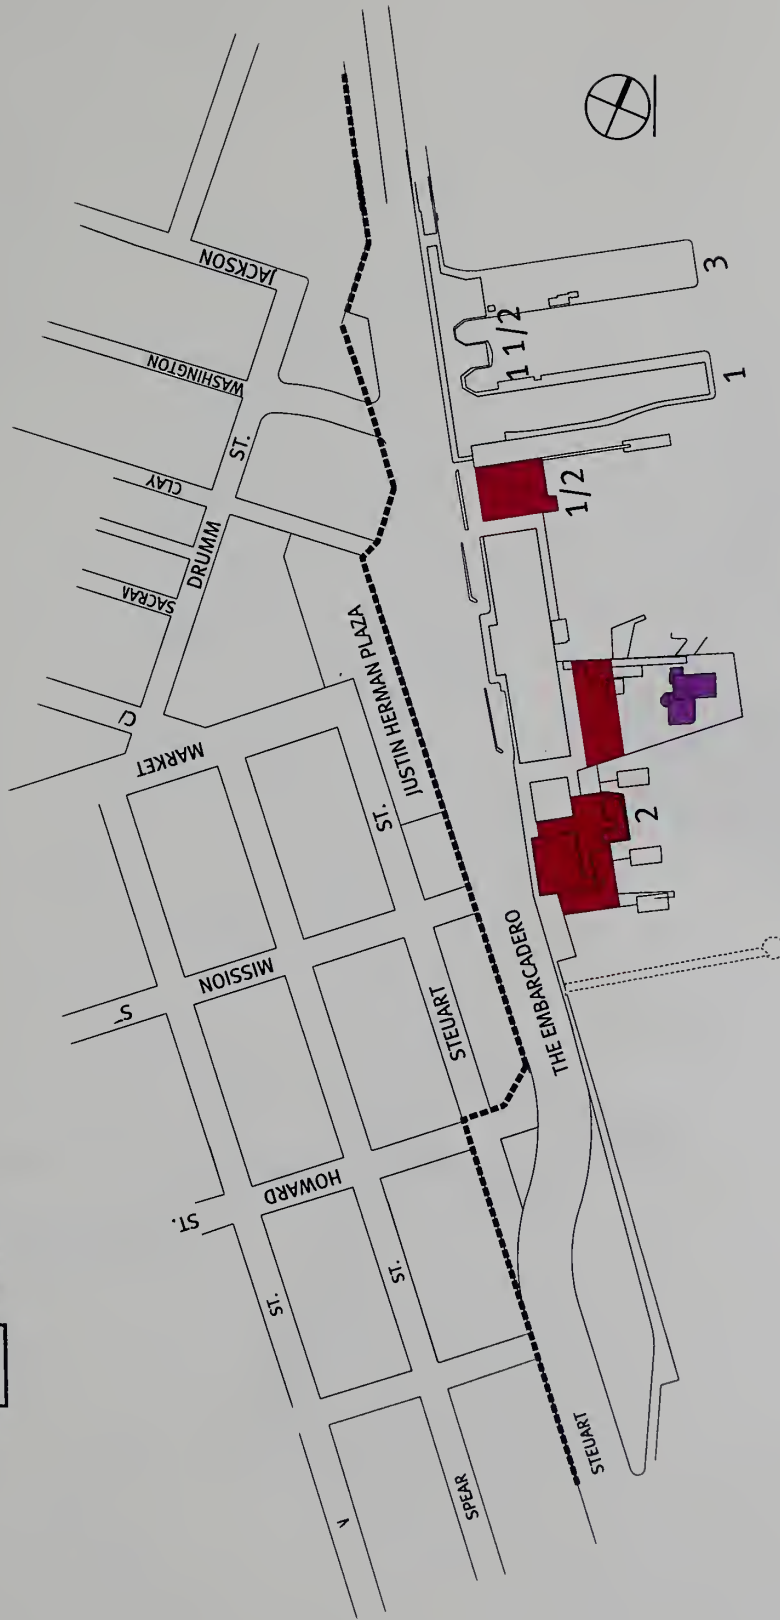 JACKSON
WASHINGTON
ST.
CLAY
DRUMM
SACRAM
MARKET
JUSTIN HERMAN PLAZA
ST.
MISSION
STEUART
THE EMBARCADERO
HOWARD
ST.
ST.
ST.
SPEAR
STEUART
3
1 1/2
1
1/2
2